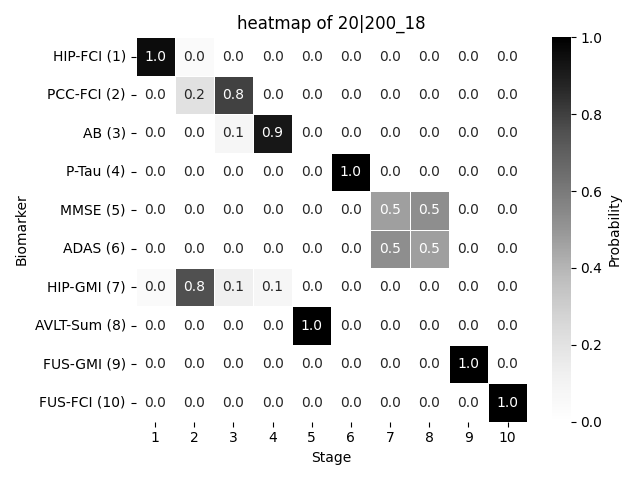 heatmap of 20|200_18
HIP-FCI (1) 1.0 0.0 0.0 0.0 0.0 0.0 0.0 0.0 0.0 0.0
PCC-FCI (2) 0.0 0.2 0.8 0.0 0.0 0.0 0.0 0.0 0.0 0.0
AB (3) 0.0 0.0 0.1 0.9 0.0 0.0 0.0 0.0 0.0 0.0
P-Tau (4) 0.0 0.0 0.0 0.0 0.0 1.0 0.0 0.0 0.0 0.0
MMSE (5) 0.0 0.0 0.0 0.0 0.0 0.0 0.5 0.5 0.0 0.0
ADAS (6) 0.0 0.0 0.0 0.0 0.0 0.0 0.5 0.5 0.0 0.0
HIP-GMI (7) 0.0 0.8 0.1 0.1 0.0 0.0 0.0 0.0 0.0 0.0
AVLT-Sum (8) 0.0 0.0 0.0 0.0 1.0 0.0 0.0 0.0 0.0 0.0
FUS-GMI (9) 0.0 0.0 0.0 0.0 0.0 0.0 0.0 0.0 1.0 0.0
FUS-FCI (10) 0.0 0.0 0.0 0.0 0.0 0.0 0.0 0.0 0.0 1.0
1 2 3 4 5 6 7 8 9 10
Stage
Biomarker
1.0
0.8
0.6
0.4
0.2
0.0
Probability